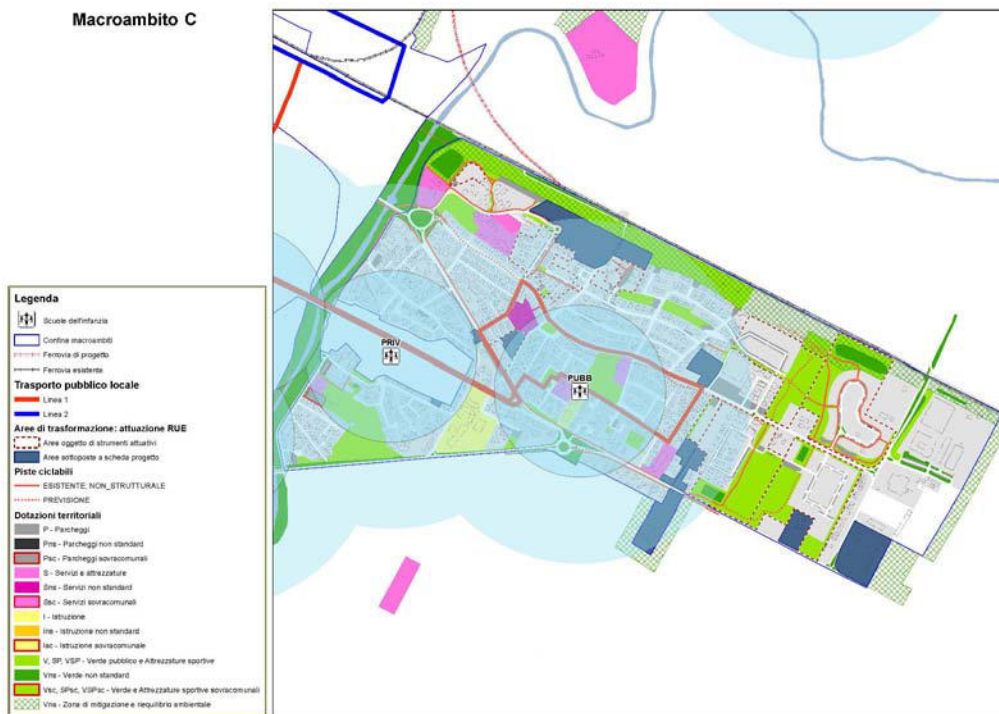 Macroambito C
PRIV
PUBB
Legenda
Scuole dell'infanzia
Confine macroambiti
Ferrovia di progetto
Ferrovia esistente
Trasporto pubblico locale
Linea 1
Linea 2
Aree di trasformazione: attuazione RUE
Aree oggetto di strumenti attuativi
Aree sottoposte a scheda progetto
Piste ciclabili
ESISTENTE, NON_STRUTTURALE
PREVISIONE
Dotazioni territoriali
P - Parcheggi
Pns - Parcheggi non standard
Psc - Parcheggi sovracomunali
S - Servizi e attrezzature
Sns - Servizi non standard
Ssc - Servizi sovracomunali
I - Istruzione
Ins - Istruzione non standard
Isc - Istruzione sovracomunale
V, SP, VSP - Verde pubblico e Attrezzature sportive
Vns - Verde non standard
Vsc, SPsc, VSPsc - Verde e Attrezzature sportive sovracomunali
Vns - Zona di mitigazione e riequilibrio ambientale